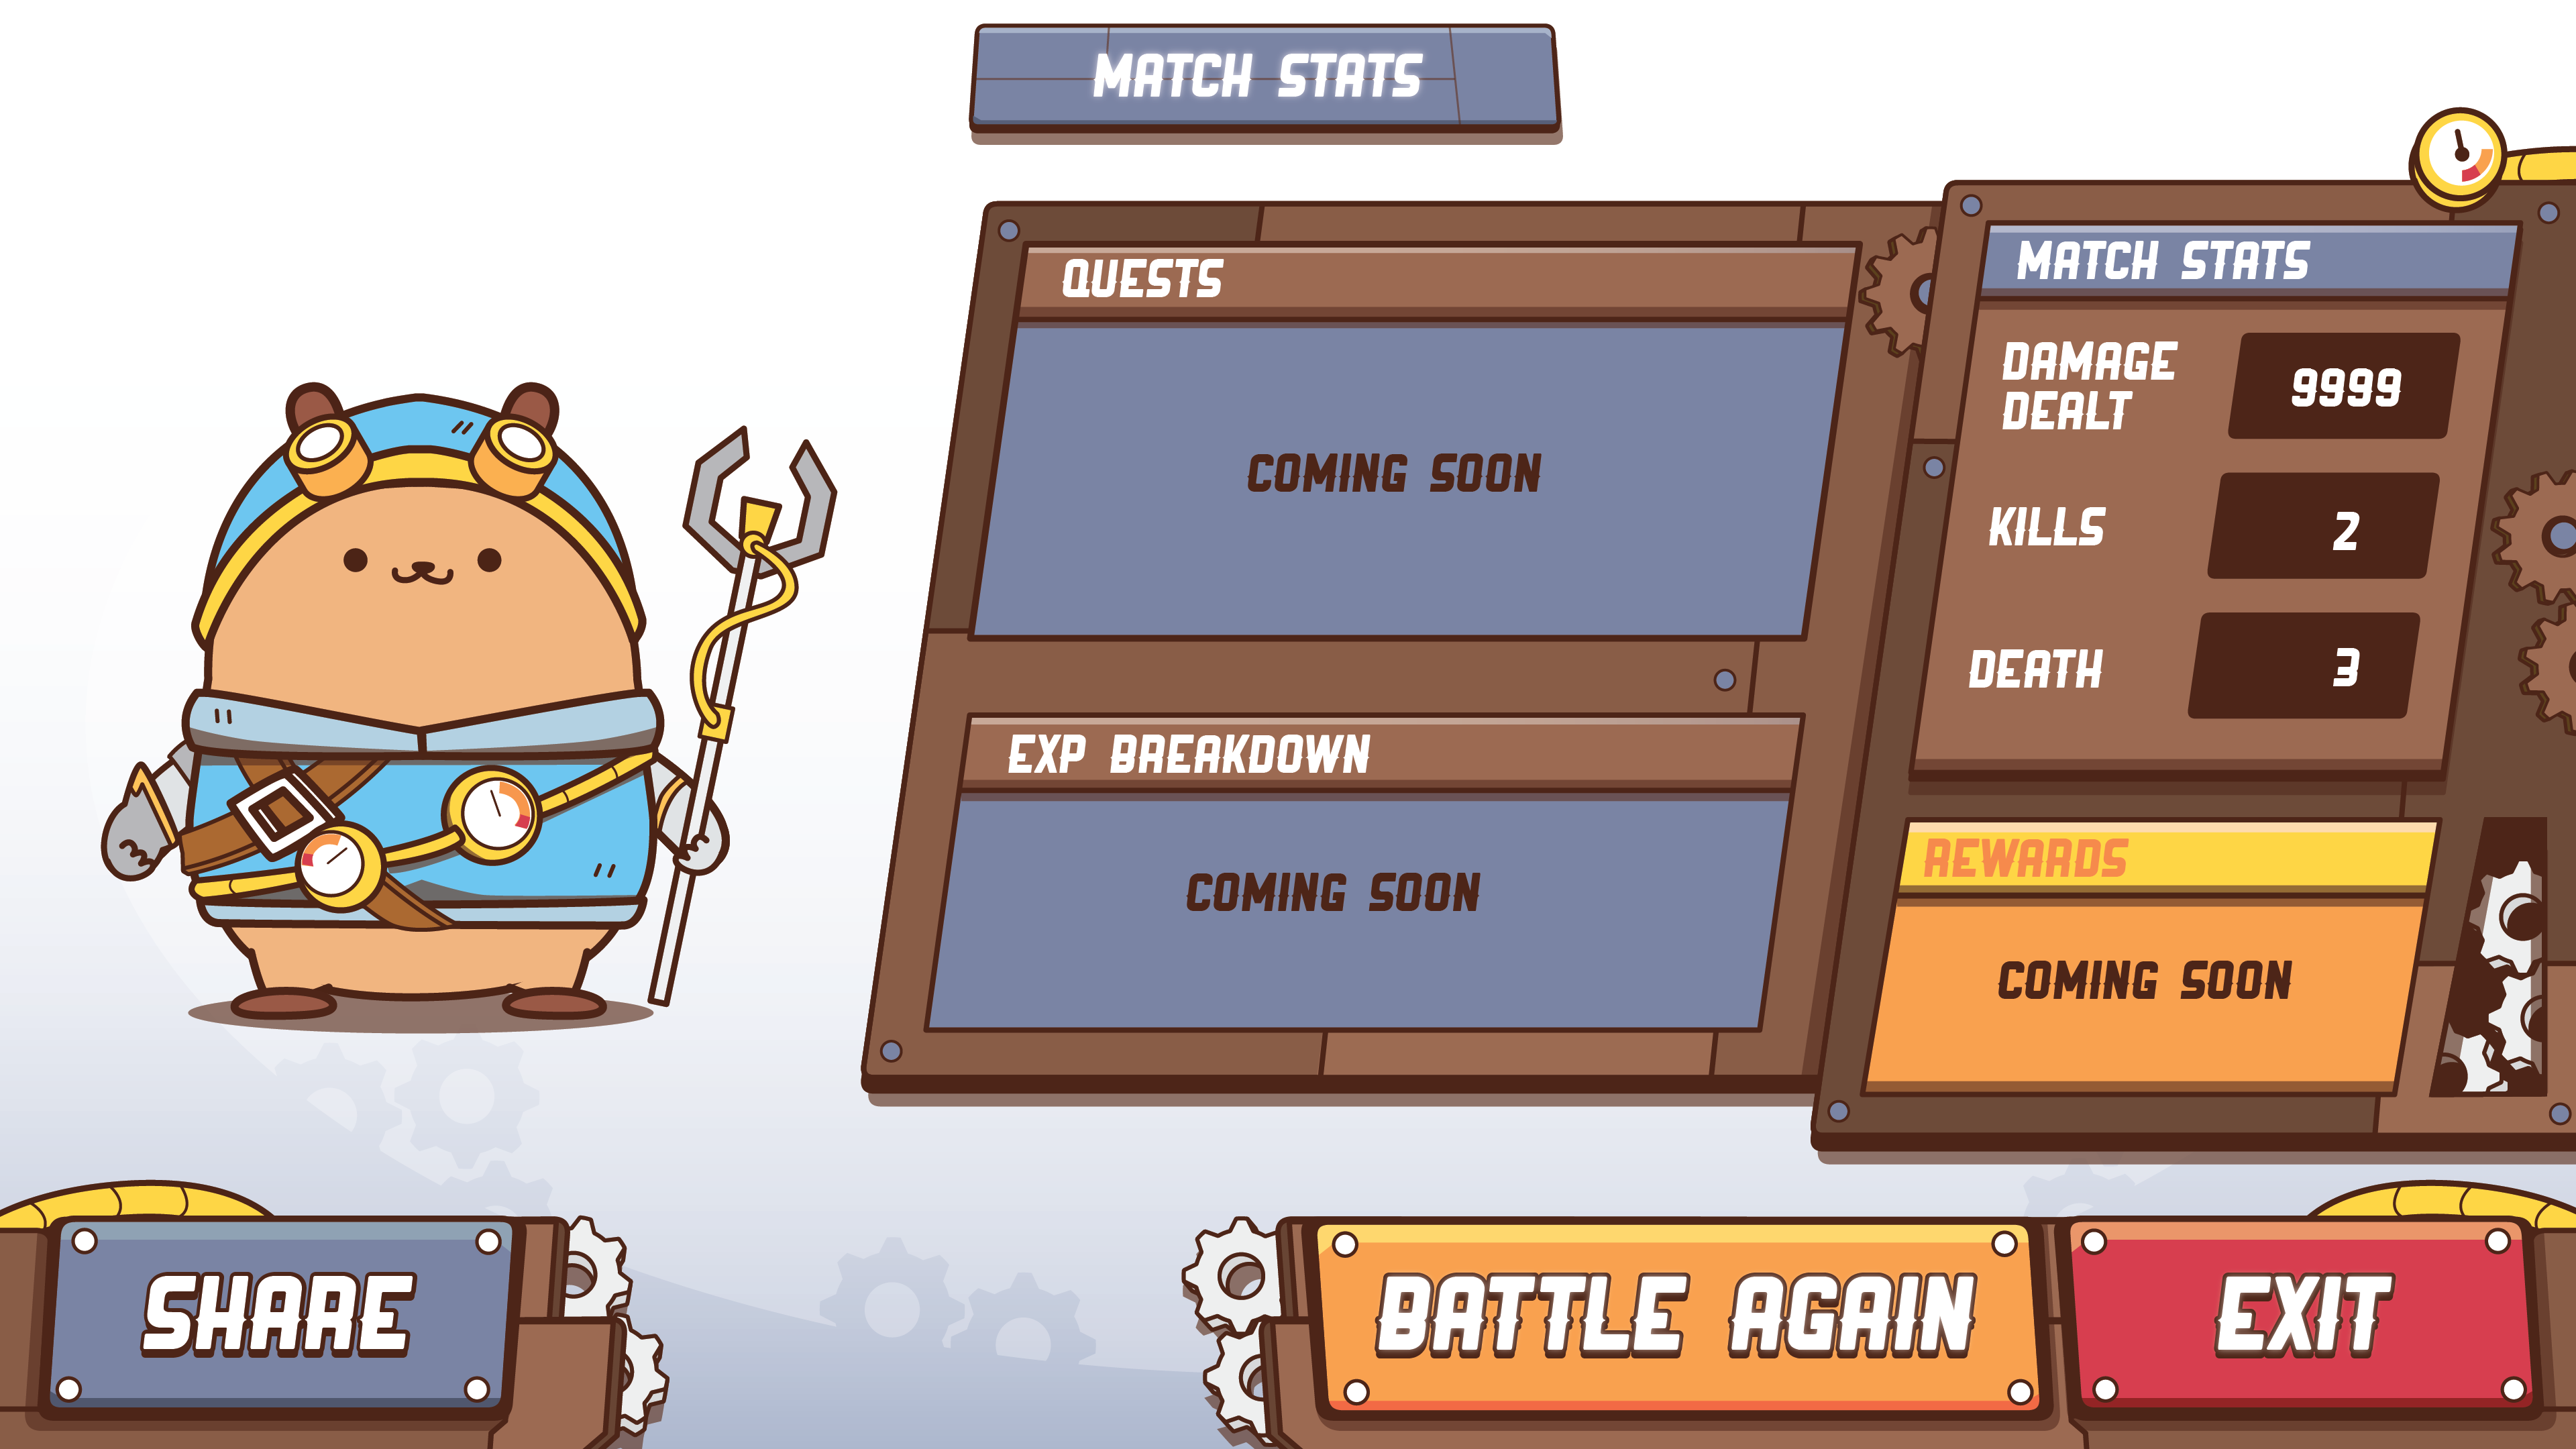 MATCH STATS
QUESTS
COMING SOON
EXP BREAKDOWN
COMING SOON
MATCH STATS
DAMAGE
DEALT
9999
KILLS
2
DEATH
3
REWARDS
COMING SOON
SHARE
BATTLE AGAIN
EXIT